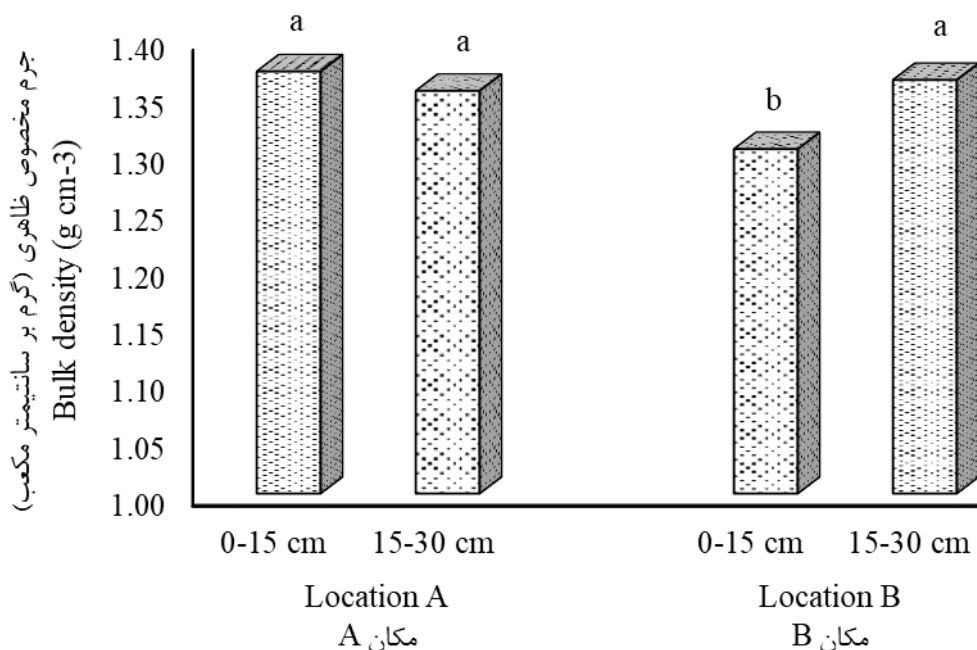 جرم مخصوص ظاهری (گرم بر سانتیمتر مکعب)
Bulk density (g cm-3)
1.40
1.35
1.30
1.25
1.20
1.15
1.10
1.05
1.00
a
a
b
a
0-15 cm
15-30 cm
0-15 cm
15-30 cm
Location A
مکان A
Location B
مکان B